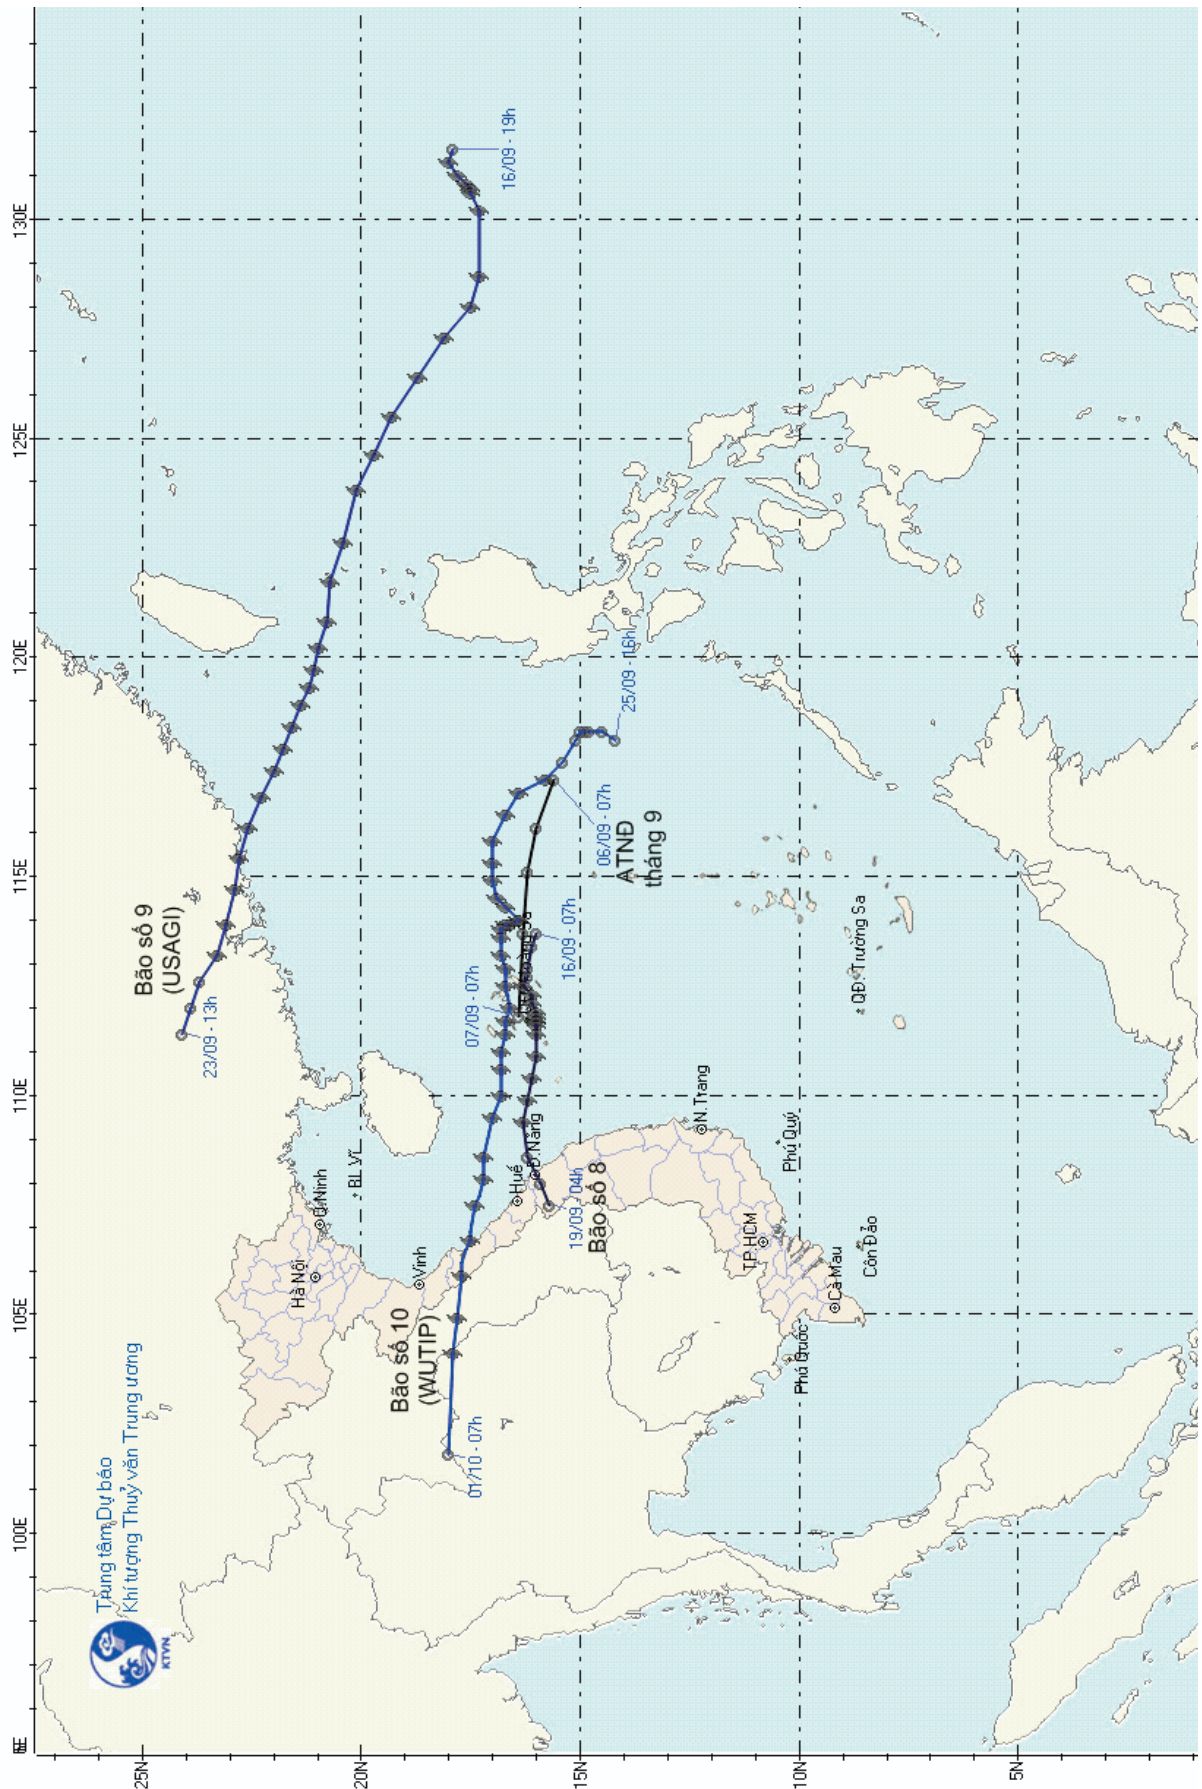 Trung tâm Dự báo
Khí tượng Thuỷ văn Trung ương
KTVN
25N
20N
15N
10N
5N
100E
105E
110E
115E
120E
125E
130E
Bão số 9
(USAGI)
23/09 - 13h
16/09 - 19h
Bão số 10
(WUTIP)
01/10 - 07h
25/09 - 16h
ATNĐ
tháng 9
06/09 - 07h
07/09 - 07h
Bão số 8
19/09 - 04h
16/09 - 07h
Hà Nội
Q.Ninh
BL Vĩ
Vinh
Huế
Đ.Nẵng
N.Trang
Phú Quý
TP.HCM
Cà Mau
Côn Đảo
Phú Quốc
QĐ. Trường Sa